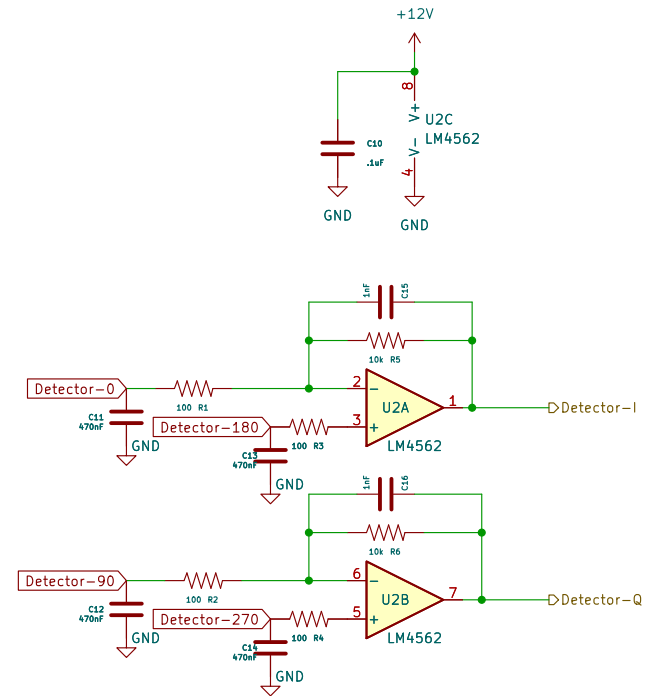 +12V
8
V+
U2C
LM4562
V-
4
C10
.1uF
GND
GND
1nF
C15
10k R5
Detector-0
100 R1
2
-
U2A
1
Detector-I
C11
470nF
Detector-180
3
+
100 R3
LM4562
GND
C13
470nF
GND
1nF
C16
10k R6
Detector-90
100 R2
6
-
U2B
7
Detector-Q
C12
470nF
Detector-270
5
+
100 R4
LM4562
GND
C14
470nF
GND